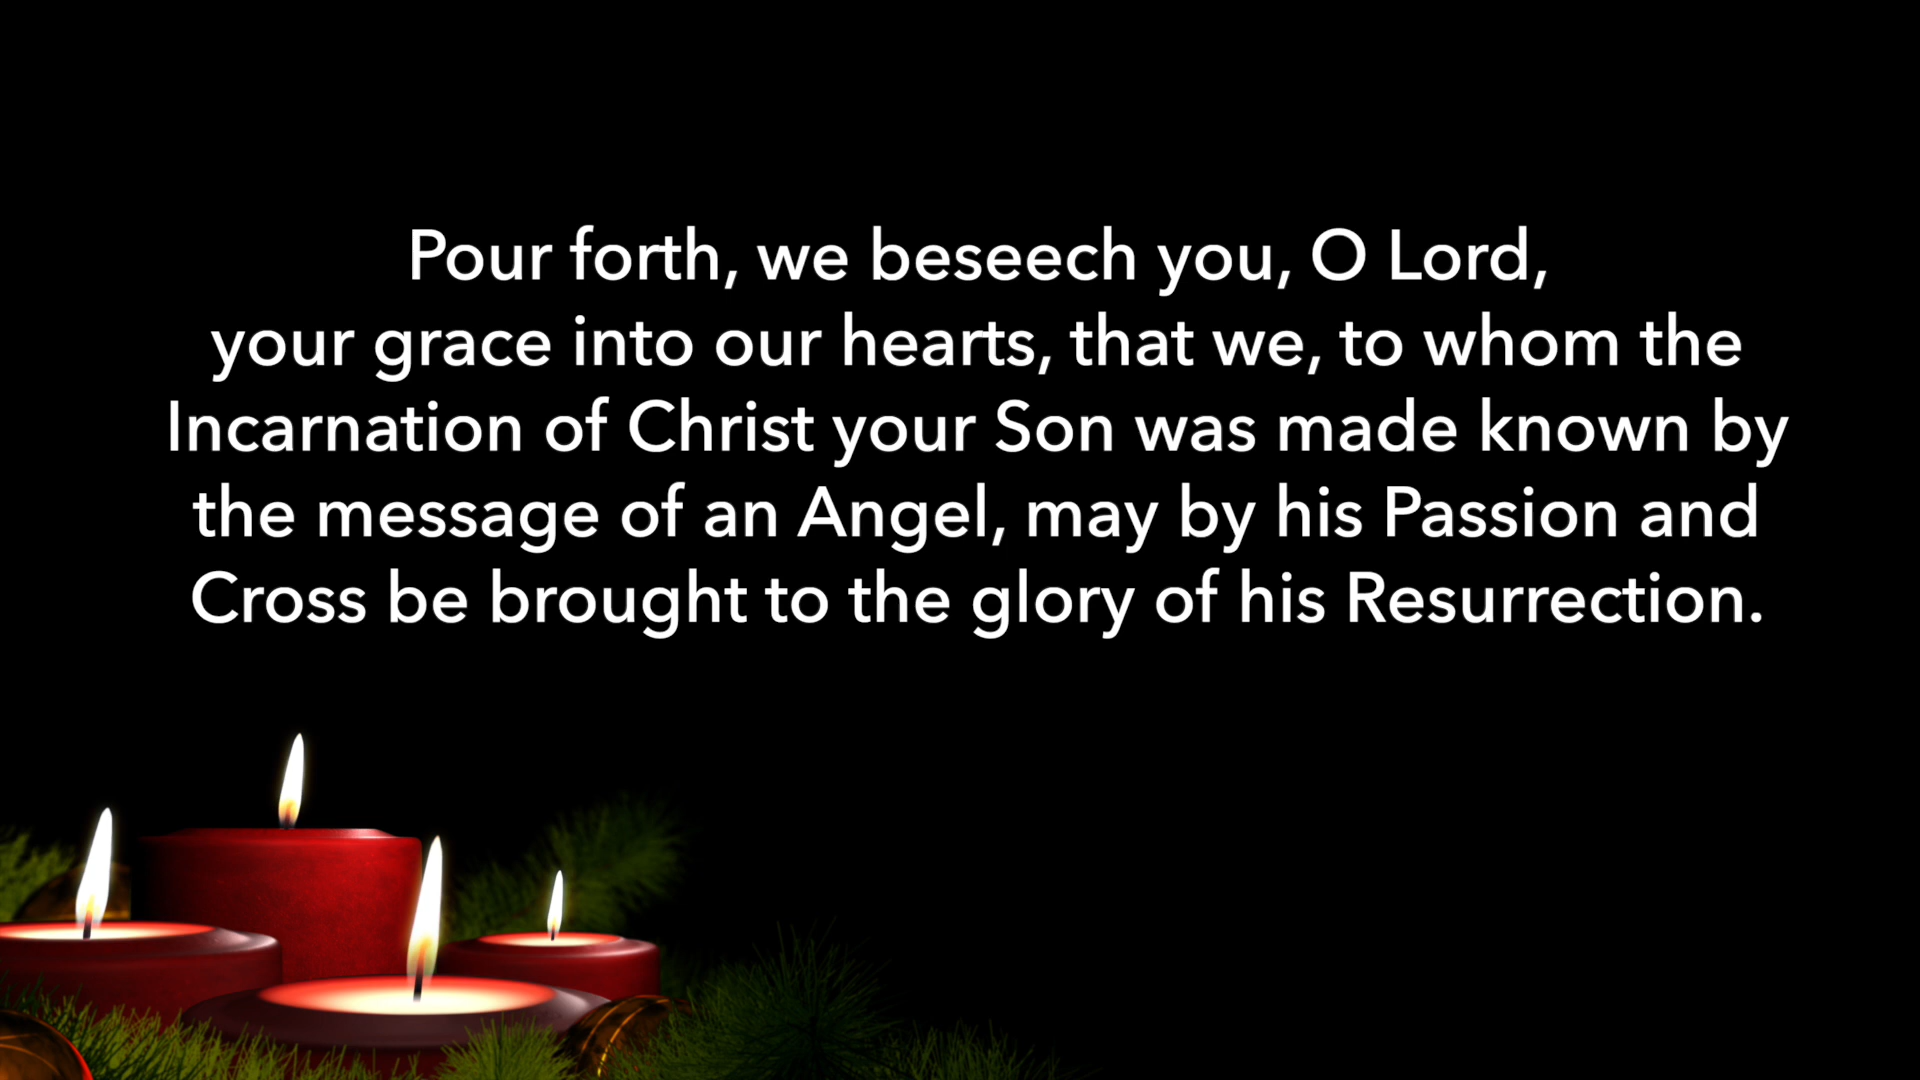 Pour forth, we beseech you, O Lord,
your grace into our hearts, that we, to whom the
Incarnation of Christ your Son was made known by
the message of an Angel, may by his Passion and
Cross be brought to the glory of his Resurrection.